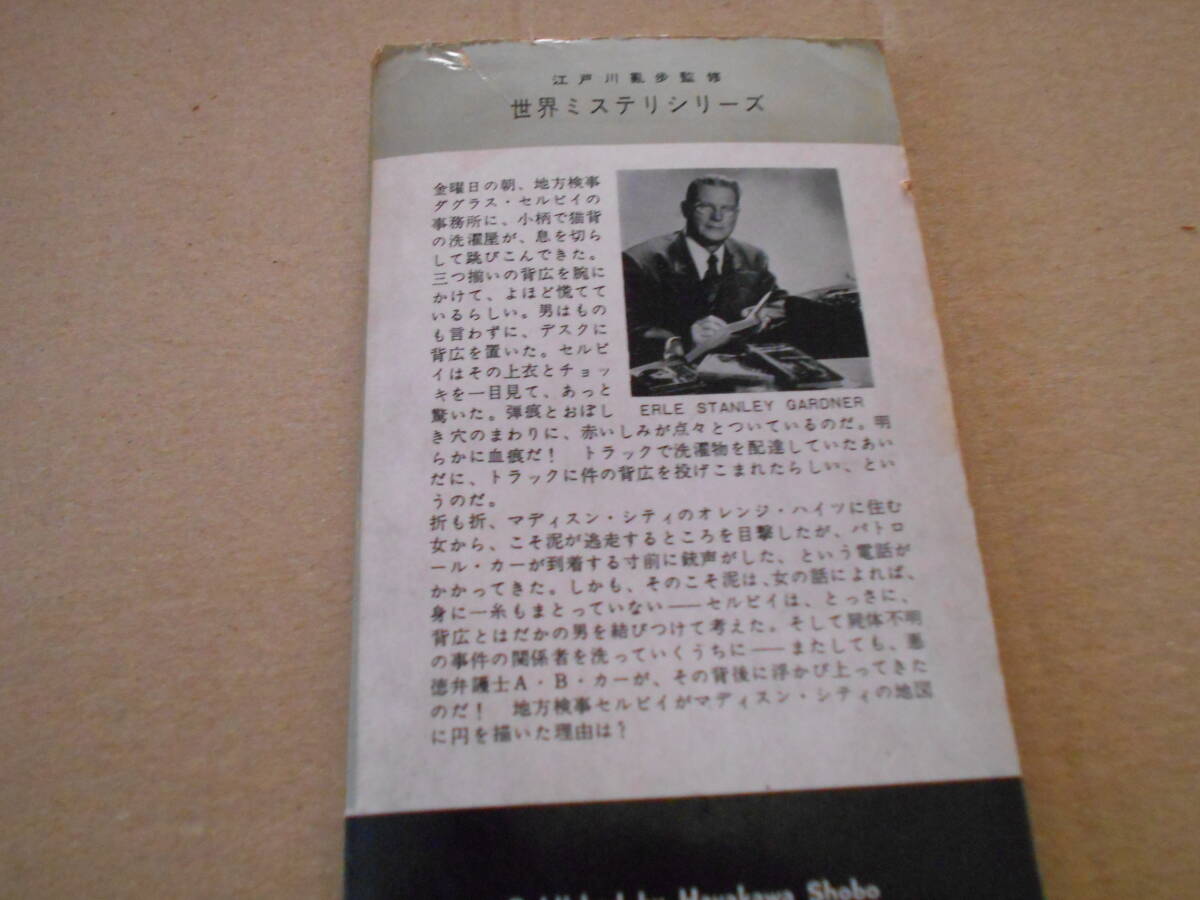 江戸川亂歩監修
世界ミステリシリーズ
金曜日の朝、地方検事
ダグラス・セルビイの
事務所に、小柄で猫背
の洗濯屋が、息を切ら
して跳びこんできた。
三つ揃いの背広を腕に
かけて、よほど慌てて
いるらしい。男はもの
も言わずに、デスクに
背広を置いた。セルビ
イはその上衣とチョッ
キを一目見て、あっと
驚いた。弾痕とおぼし
ERLE STANLEY GARDNER
き穴のまわりに、赤いしみが点々とついているのだ。明
らかに血痕だ！　トラックで洗濯物を配達していたあい
だに、トラックに件の背広を投げこまれたらしい、とい
うのだ。
折も折、マディスン・シティのオレンジ・ハイツに住む
女から、こそ泥が逃走するところを目撃したが、パトロ
ール・カーが到着する寸前に銃声がした、という電話が
かかってきた。しかも、そのこそ泥は、女の話によれば、
身に一糸もまとっていない――セルビイは、とっさに、
背広とはだかの男を結びつけて考えた。そして屍体不明
の事件の関係者を洗っていくうちに――またしても、悪
徳弁護士A・B・カーが、その背後に浮かび上ってきた
のだ！　地方検事セルビイがマディスン・シティの地図
に円を描いた理由は？
Published by Hayakawa Shobo